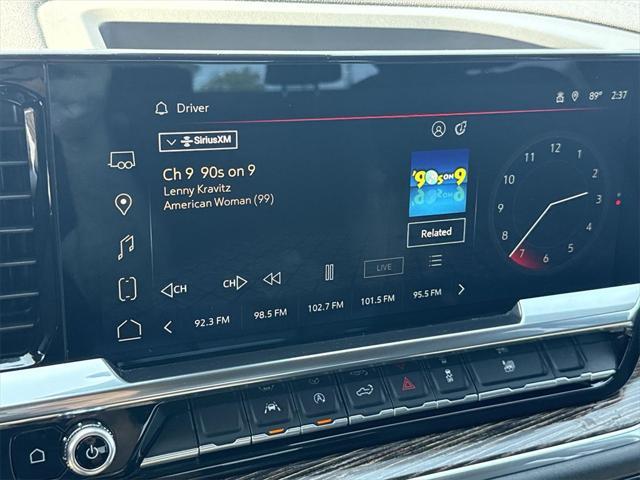 Driver
89° 2:37
SiriusXM
Ch 9 90s on 9
Lenny Kravitz
American Woman (99)
'90s ON 9
Related
CH CH LIVE
92.3 FM 98.5 FM 102.7 FM 101.5 FM 95.5 FM
12
11 1
10 2
9 3
8 4
7 6 5